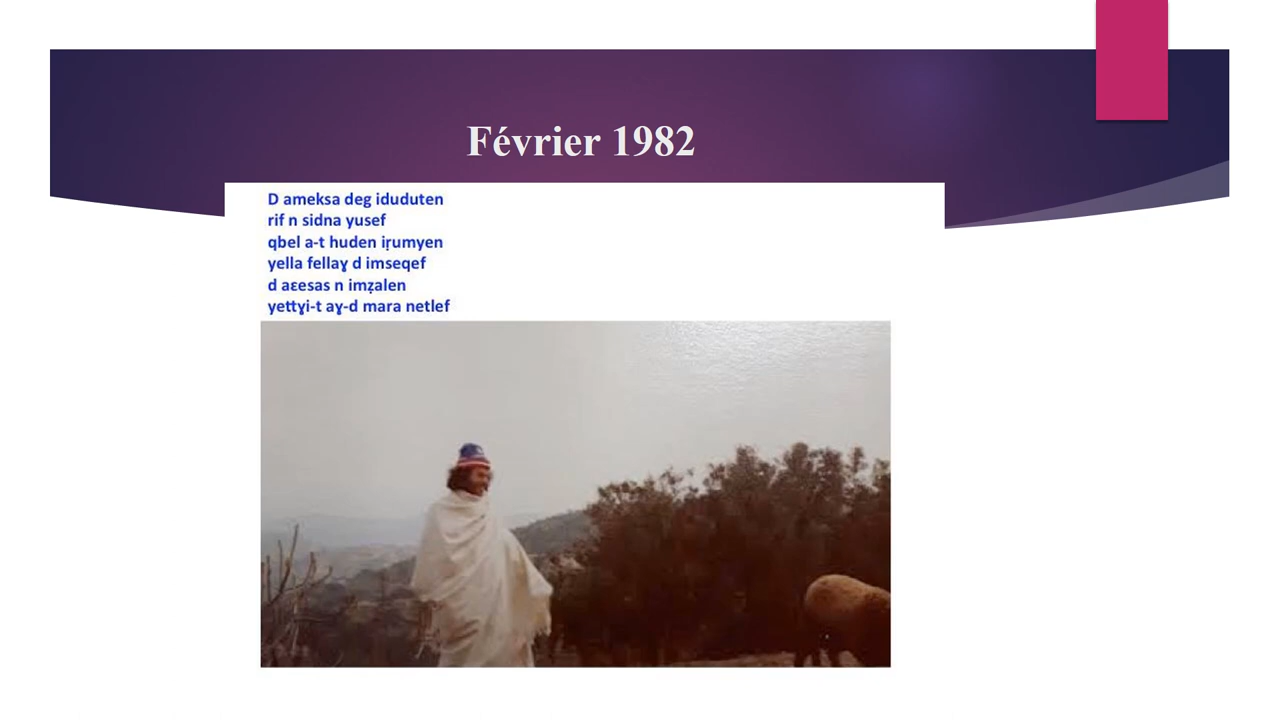 Février 1982
D ameksa deg iduduten
rif n sidna yusef
qbel a-t huden iṛumyen
yella fellaɣ d imseqef
d aɛesas n imẓalen
yettɣi-t aɣ-d mara netlef